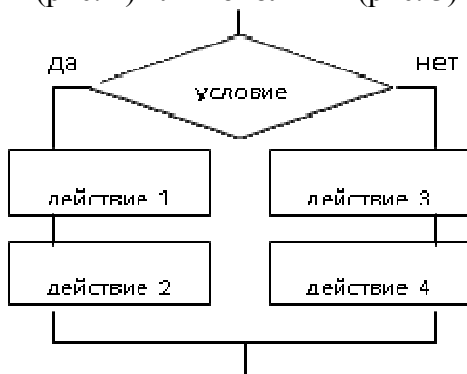 да
нет
условие
действие 1
действие 3
действие 2
действие 4